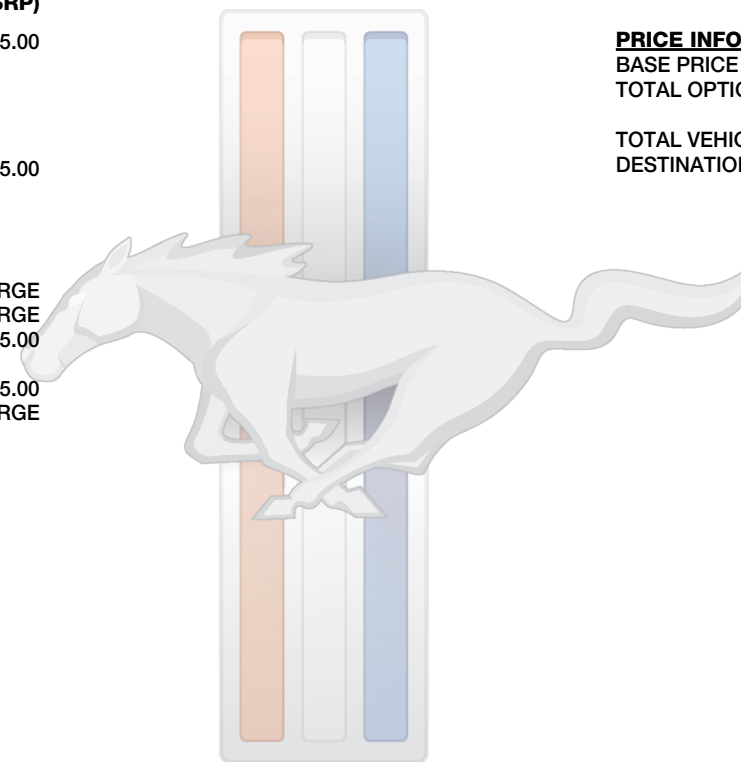 SRP)
5.00
5.00
RGE
RGE
5.00
5.00
RGE
PRICE INFO
BASE PRICE
TOTAL OPTIO
TOTAL VEHIC
DESTINATION